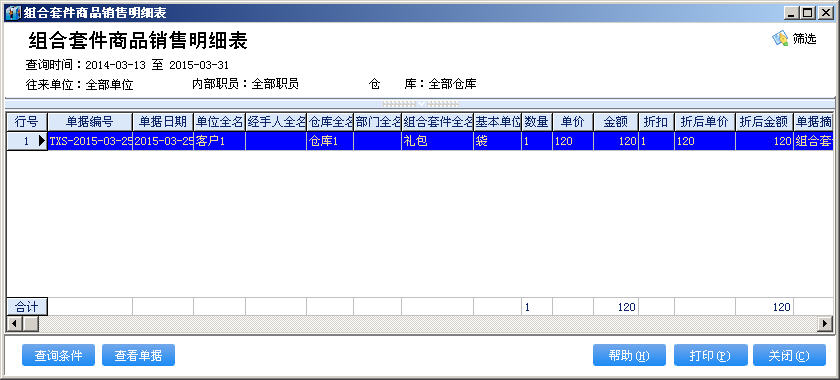 组合套件商品销售明细表
组合套件商品销售明细表
筛选
查询时间：2014-03-13 至 2015-03-31
往来单位：全部单位 内部职员：全部职员 仓 库：全部仓库
行号 单据编号 单据日期 单位全名 经手人全名 仓库全名 部门全名 组合套件全名 基本单位 数量 单价 金额 折扣 折后单价 折后金额 单据摘
1 TXS-2015-03-25 2015-03-25 客户1 仓库1 礼包 袋 1 120 120 1 120 120 组合套
合计 1 120 120
查询条件 查看单据 帮助(H) 打印(P) 关闭(C)